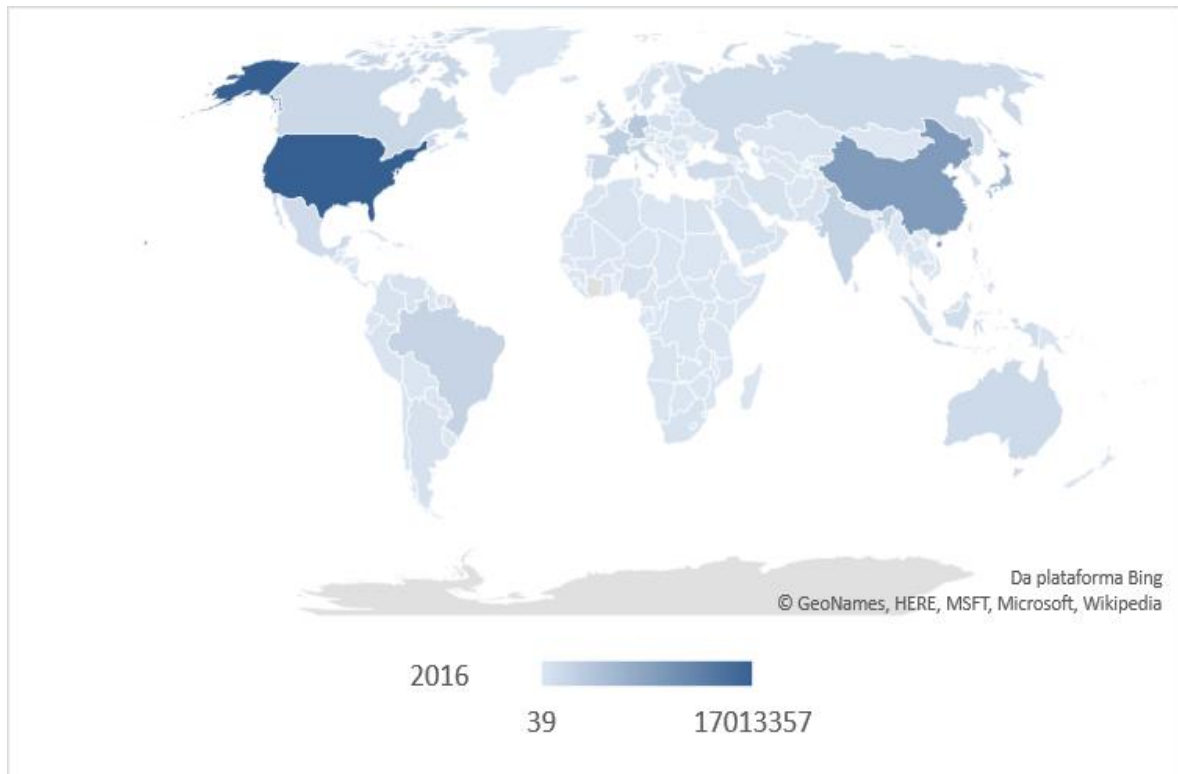 Da plataforma Bing
© GeoNames, HERE, MSFT, Microsoft, Wikipedia
2016
39
17013357